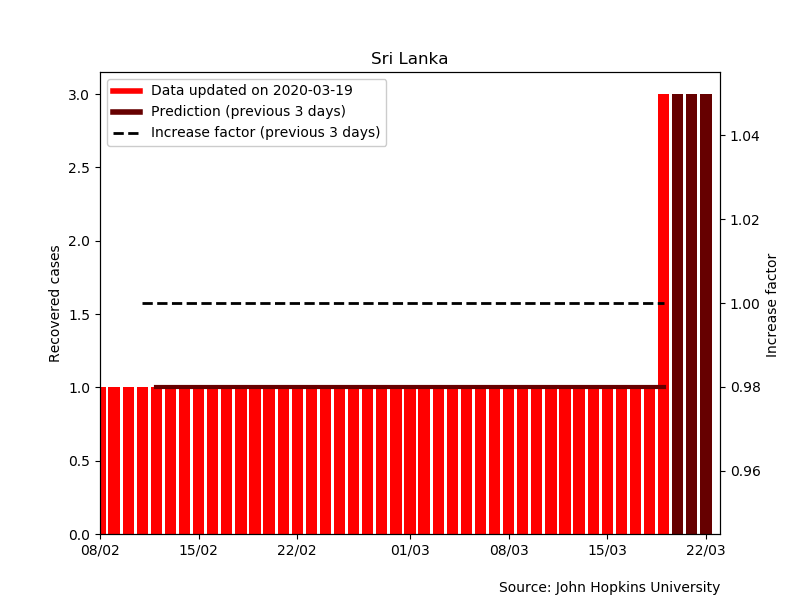 Sri Lanka
Data updated on 2020-03-19
Prediction (previous 3 days)
Increase factor (previous 3 days)
Recovered cases
3.0
2.5
2.0
1.5
1.0
0.5
0.0
1.04
1.02
1.00
0.98
0.96
Increase factor
08/02 15/02 22/02 01/03 08/03 15/03 22/03
Source: John Hopkins University